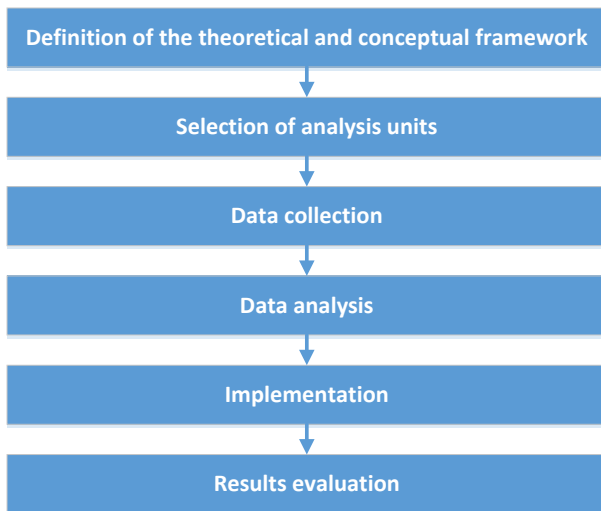 Definition of the theoretical and conceptual framework
Selection of analysis units
Data collection
Data analysis
Implementation
Results evaluation